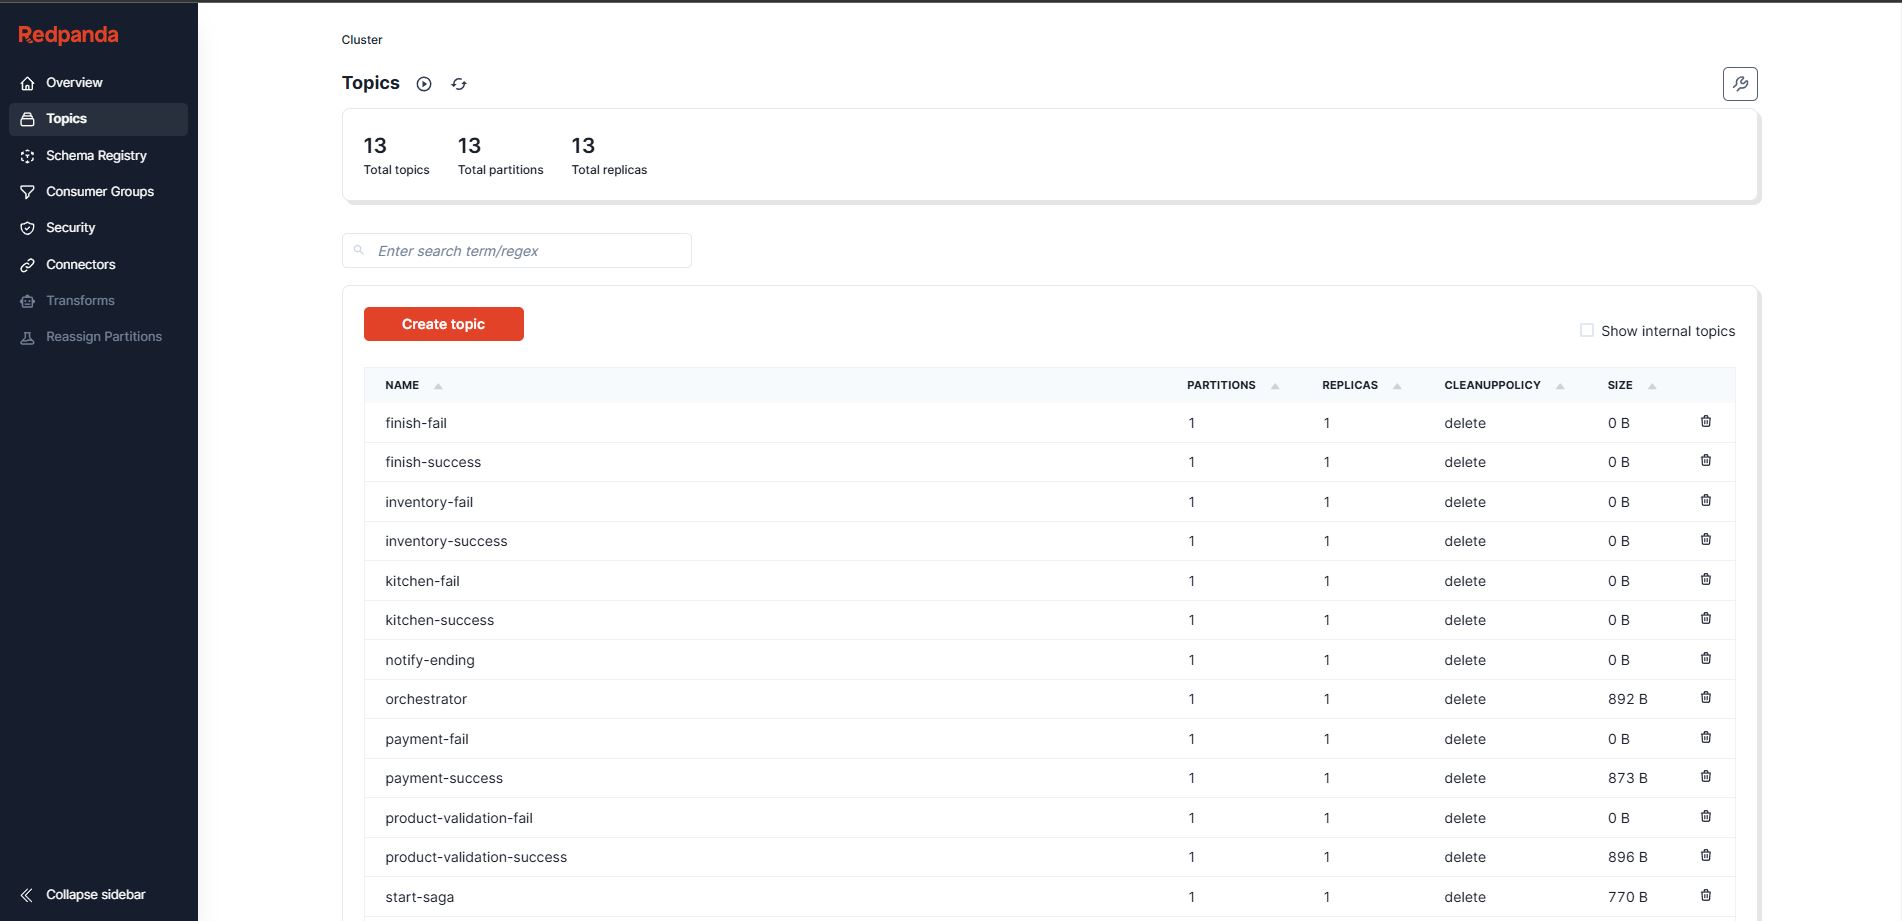 Redpanda
Overview
Topics
Schema Registry
Consumer Groups
Security
Connectors
Transforms
Reassign Partitions
Collapse sidebar
Cluster
Topics
13 13 13
Total topics Total partitions Total replicas
Enter search term/regex
Create topic
Show internal topics
NAME PARTITIONS REPLICAS CLEANUPPOLICY SIZE
finish-fail 1 1 delete 0 B
finish-success 1 1 delete 0 B
inventory-fail 1 1 delete 0 B
inventory-success 1 1 delete 0 B
kitchen-fail 1 1 delete 0 B
kitchen-success 1 1 delete 0 B
notify-ending 1 1 delete 0 B
orchestrator 1 1 delete 892 B
payment-fail 1 1 delete 0 B
payment-success 1 1 delete 873 B
product-validation-fail 1 1 delete 0 B
product-validation-success 1 1 delete 896 B
start-saga 1 1 delete 770 B